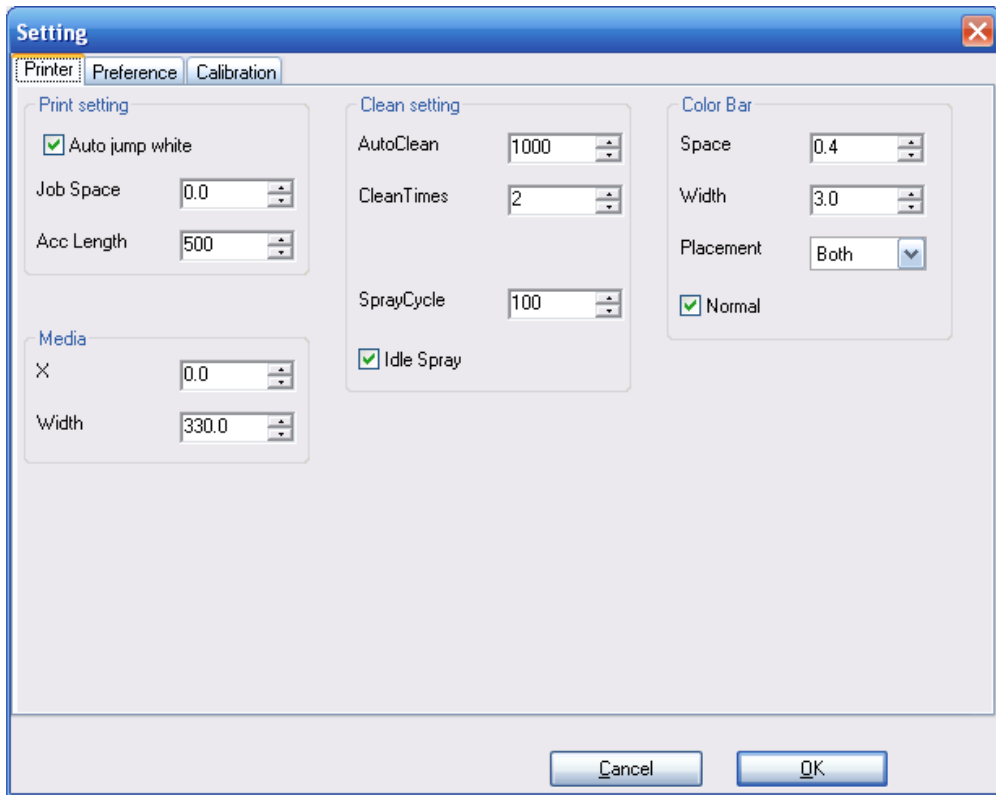 Setting
Printer Preference Calibration
Print setting
Auto jump white
Job Space 0.0
Acc Length 500
Media
X 0.0
Width 330.0
Clean setting
AutoClean 1000
CleanTimes 2
SprayCycle 100
Idle Spray
Color Bar
Space 0.4
Width 3.0
Placement Both
Normal
Cancel OK